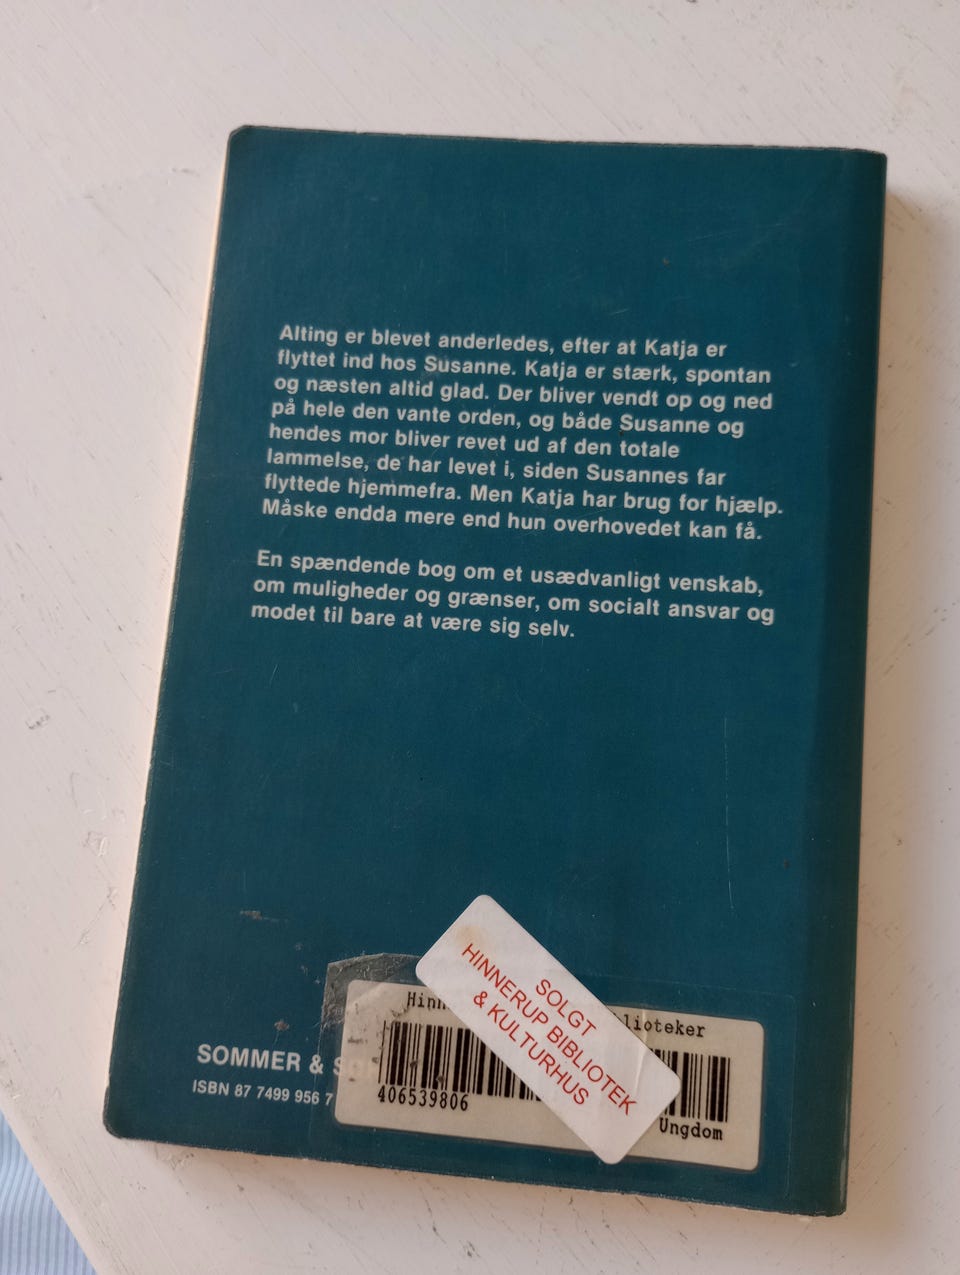 Alting er blevet anderledes, efter at Katja er
flyttet ind hos Susanne. Katja er stærk, spontan
og næsten altid glad. Der bliver vendt op og ned
på hele den vante orden, og både Susanne og
hendes mor bliver revet ud af den totale
lammelse, de har levet i, siden Susannes far
flyttede hjemmefra. Men Katja har brug for hjælp.
Måske endda mere end hun overhovedet kan få.
En spændende bog om et usædvanligt venskab,
om muligheder og grænser, om socialt ansvar og
modet til bare at være sig selv.
SOLGT
HINNERUP BIBLIOTEK
& KULTURHUS
Hinn
lioteker
406539806
Ungdom
SOMMER &
ISBN 87 7499 956 7